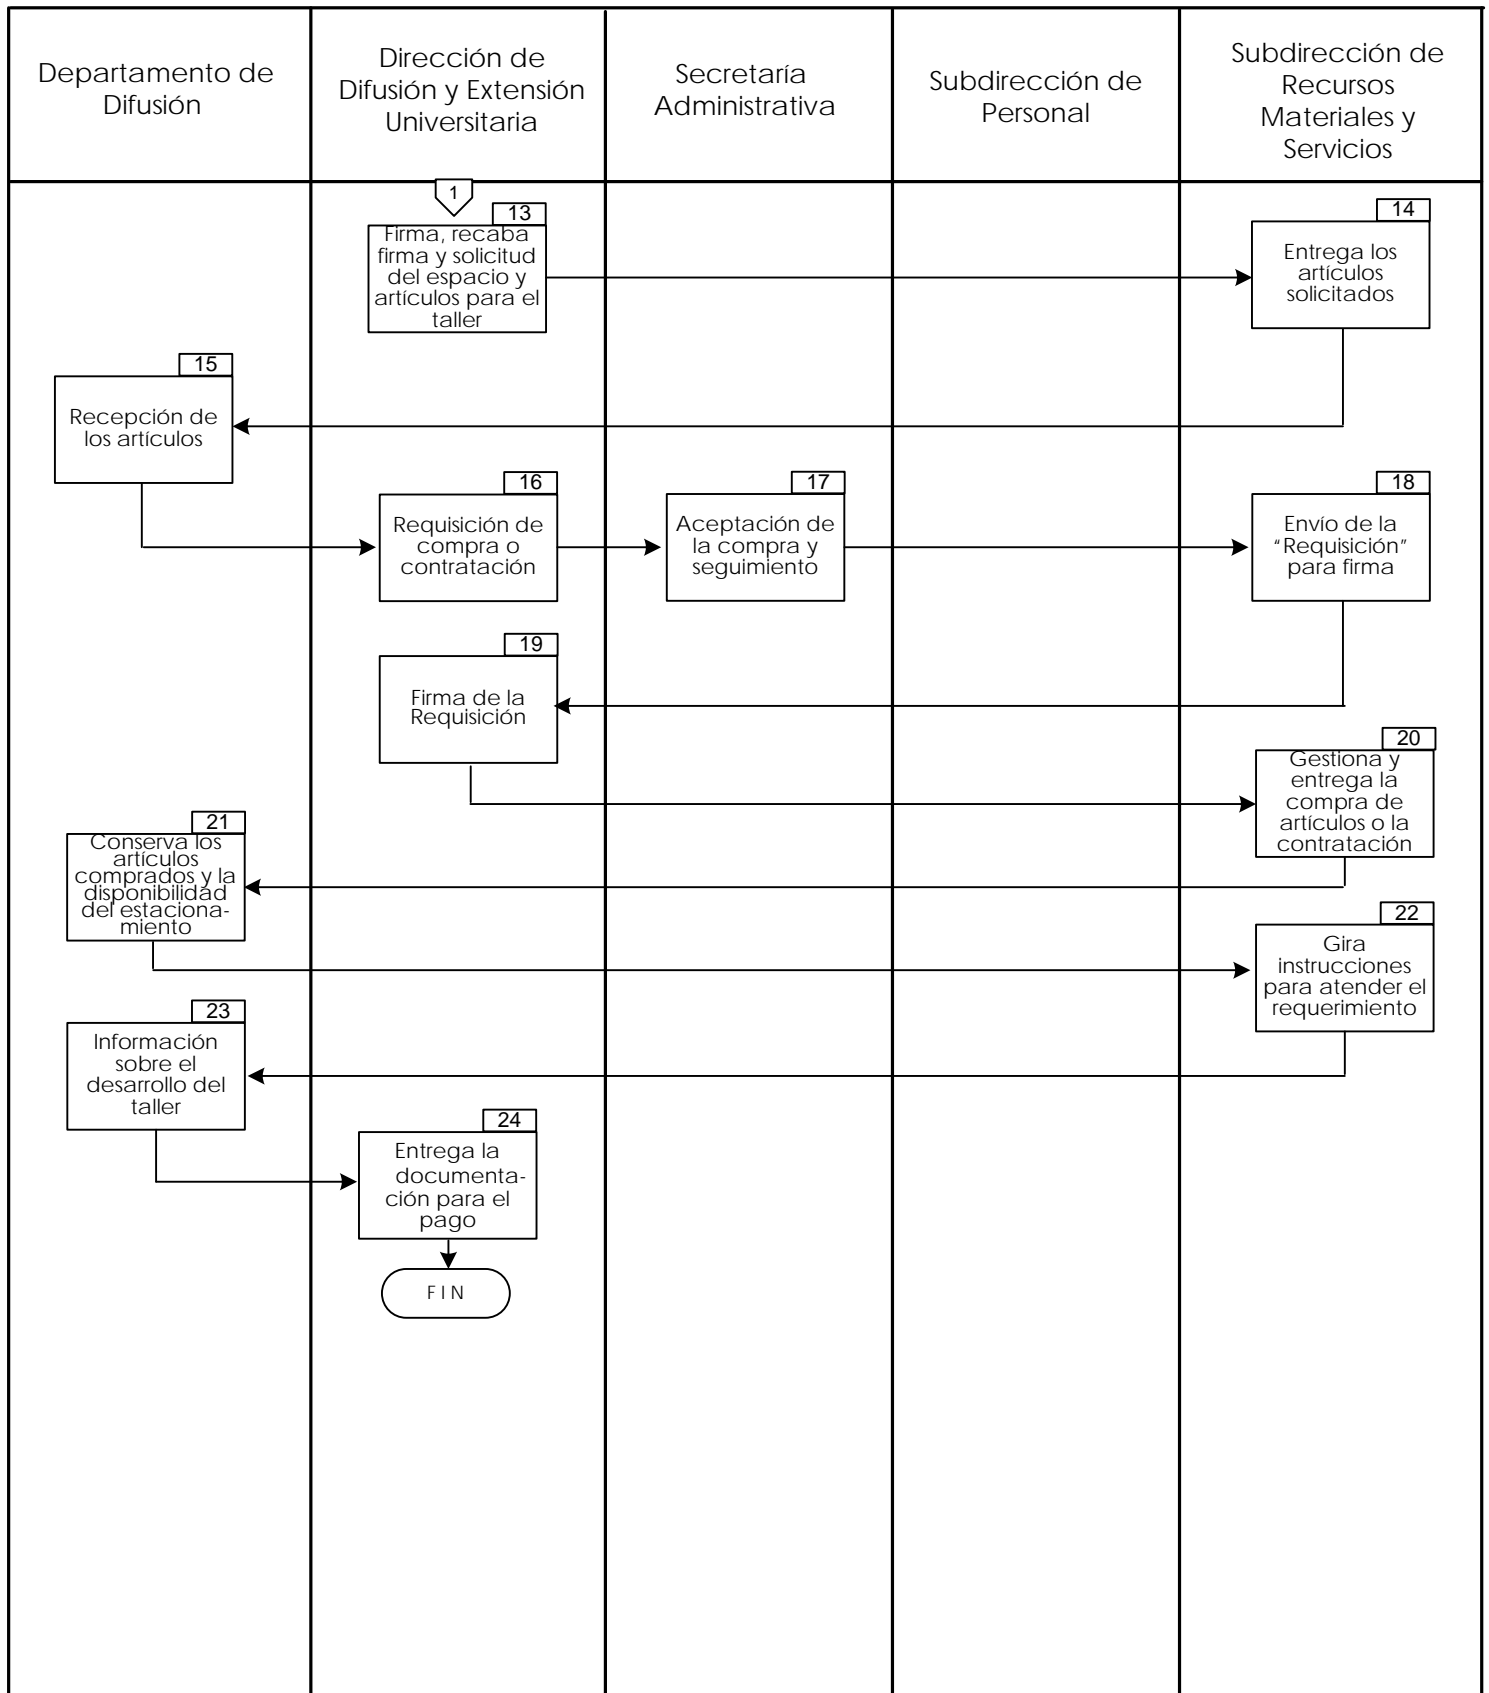 Departamento de
Difusión
Dirección de
Difusión y Extensión
Universitaria
Secretaría
Administrativa
Subdirección de
Personal
Subdirección de
Recursos
Materiales y
Servicios
1
13
Firma, recaba
firma y solicitud
del espacio y
artículos para el
taller
14
Entrega los
artículos
solicitados
15
Recepción de
los artículos
16
Requisición de
compra o
contratación
17
Aceptación de
la compra y
seguimiento
18
Envío de la
“Requisición”
para firma
19
Firma de la
Requisición
20
Gestiona y
entrega la
compra de
artículos o la
contratación
21
Conserva los
artículos
comprados y la
disponibilidad
del estaciona-
miento
22
Gira
instrucciones
para atender el
requerimiento
23
Información
sobre el
desarrollo del
taller
24
Entrega la
documenta-
ción para el
pago
FIN